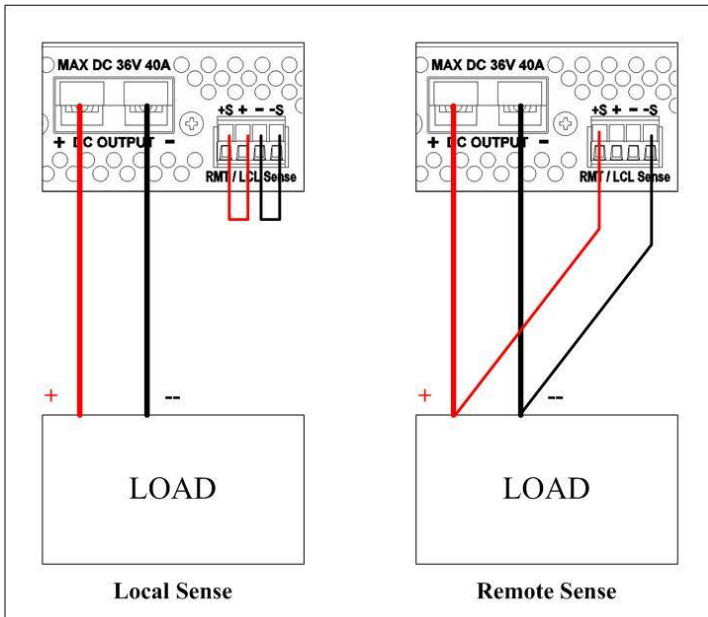 MAX DC 36V 40A
+S + - -S
+ DC OUTPUT -
RMT / LCL Sense
+ --
LOAD
Local Sense
MAX DC 36V 40A
+S + - -S
+ DC OUTPUT -
RMT / LCL Sense
+ --
LOAD
Remote Sense